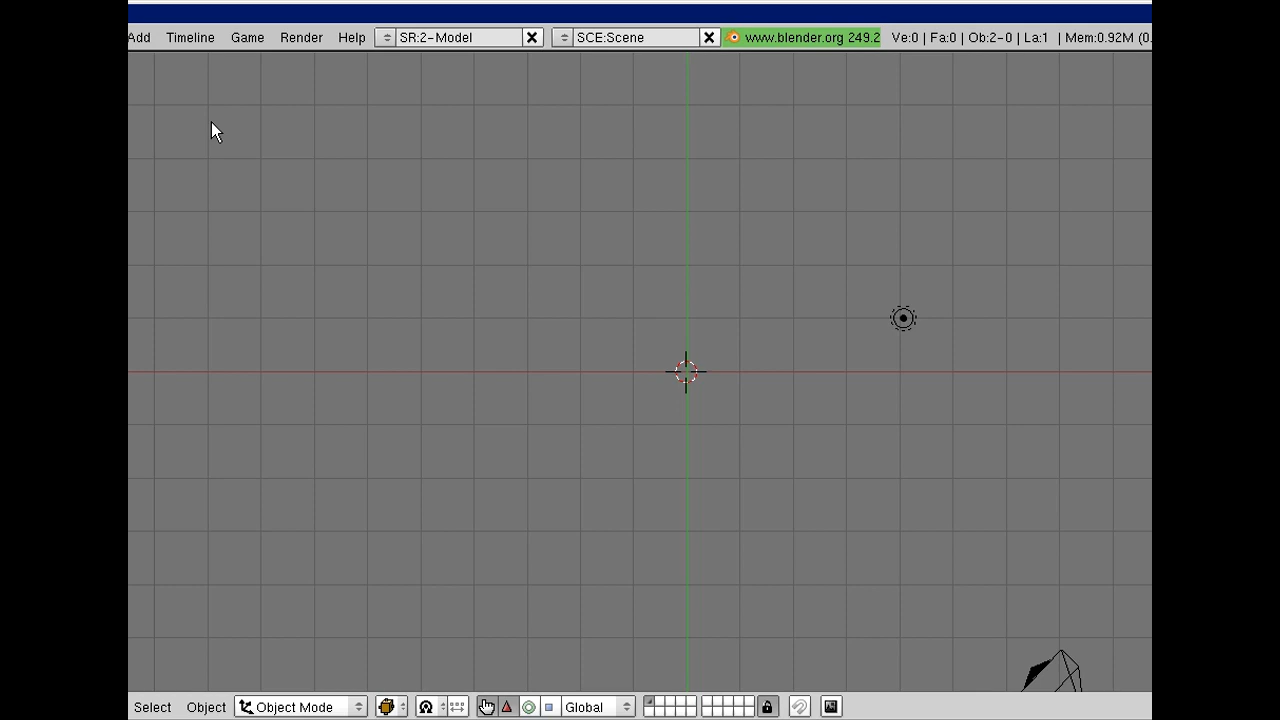 Add Timeline Game Render Help SR:2-Model SCE:Scene www.blender.org 249.2 Ve:0 | Fa:0 | Ob:2-0 | La:1 | Mem:0.92M (0.
Select Object Object Mode Global